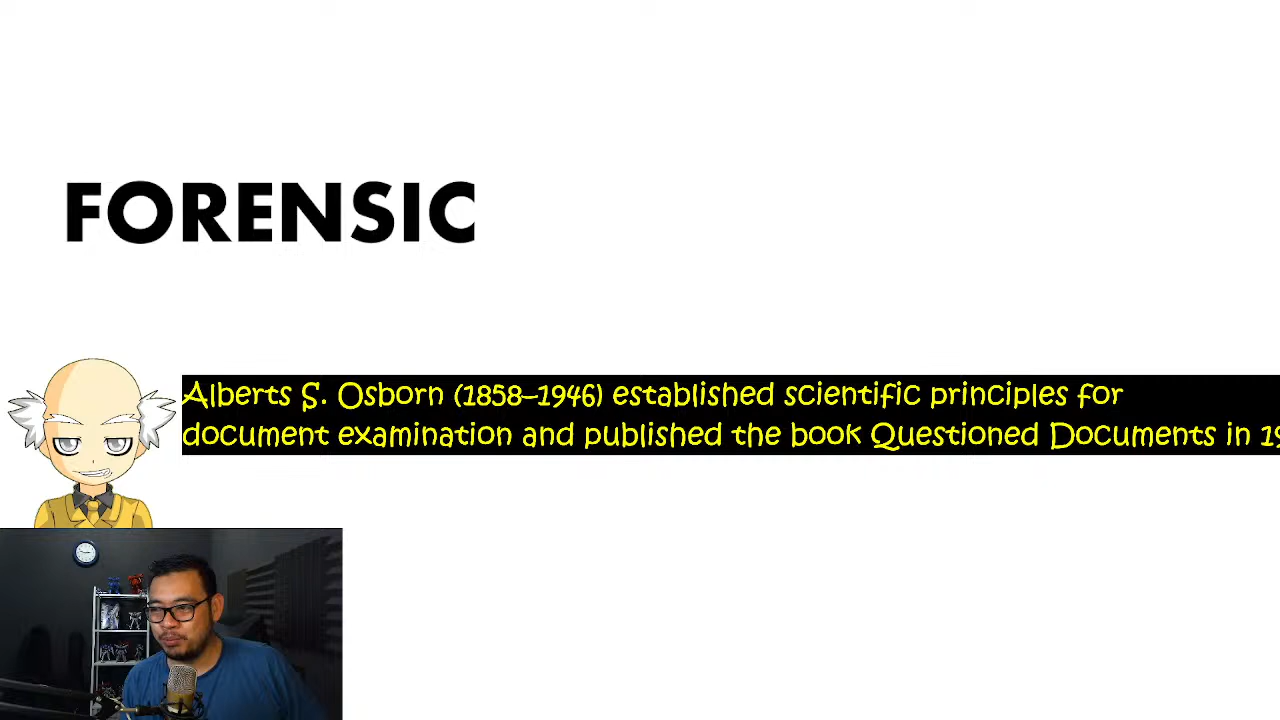 FORENSIC
Alberts S. Osborn (1858–1946) established scientific principles for
document examination and published the book Questioned Documents in